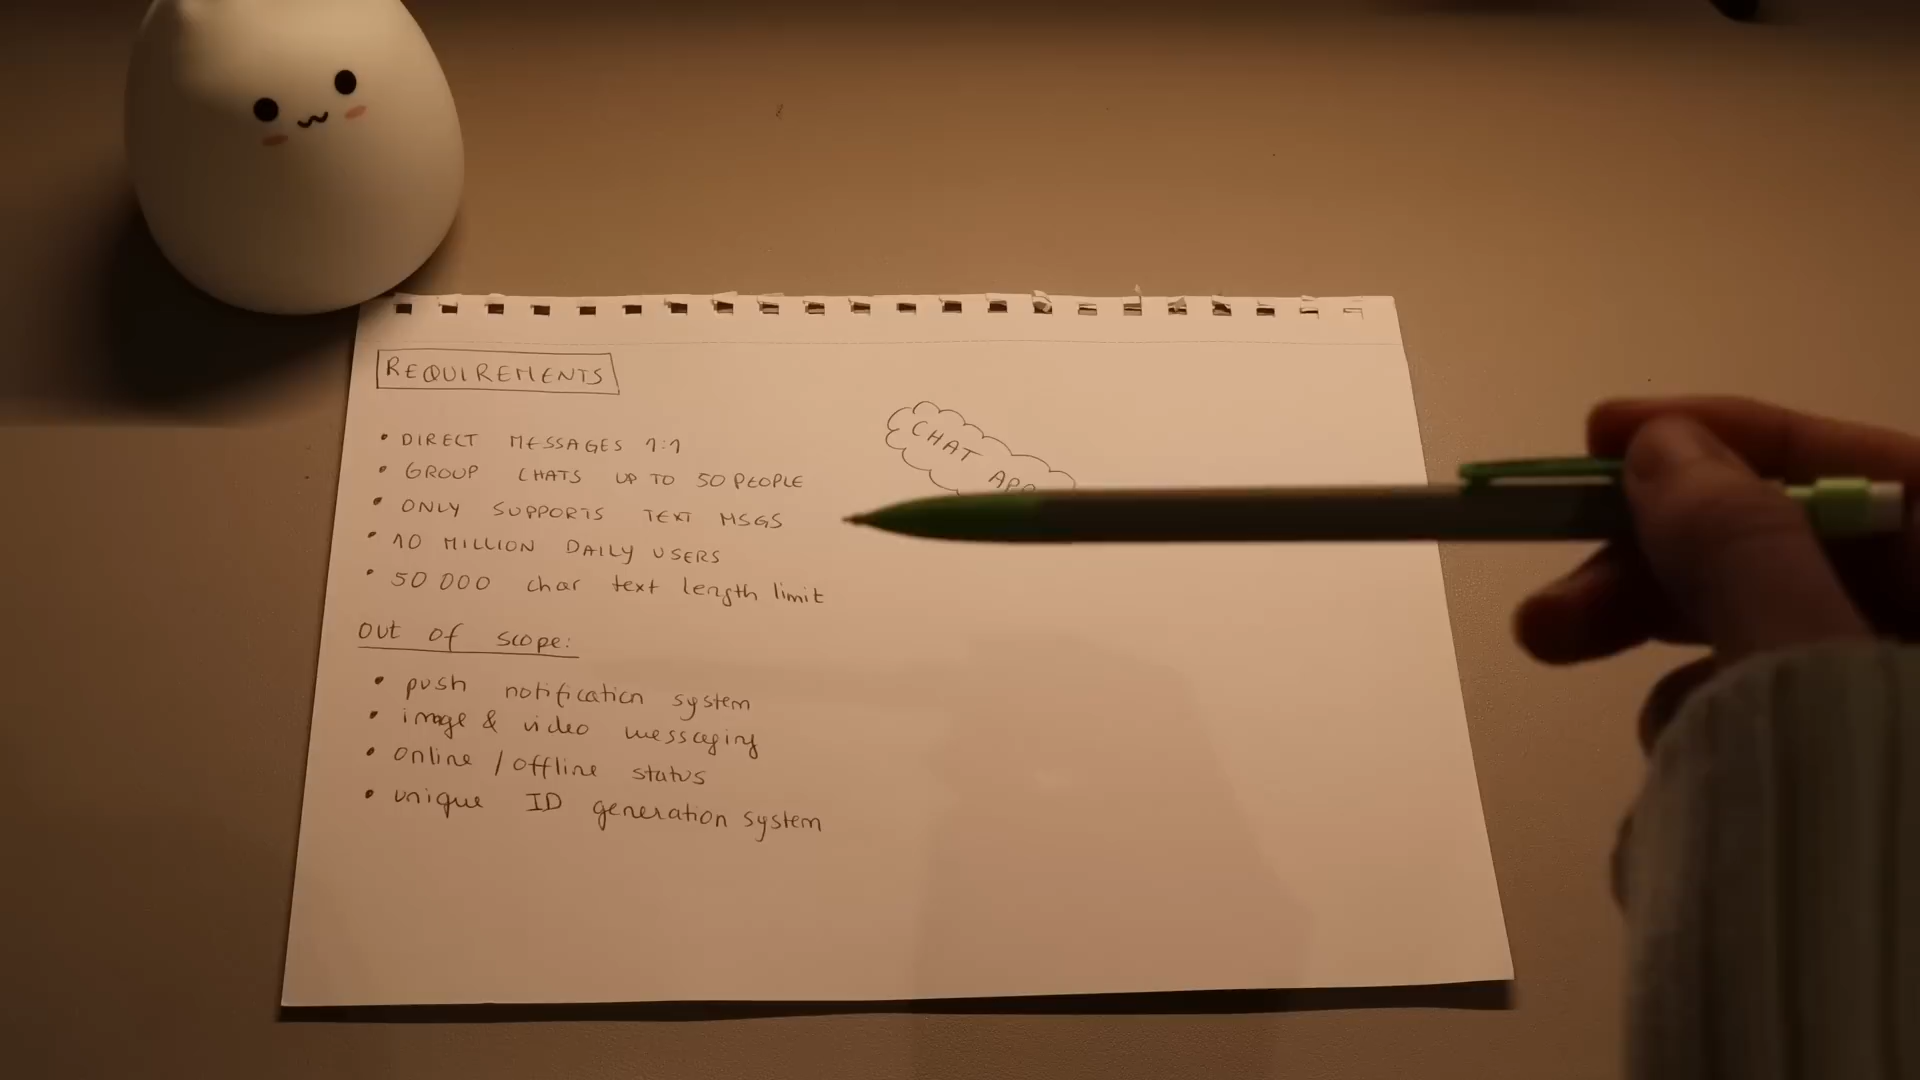 REQUIREMENTS
• DIRECT MESSAGES 1:1
• GROUP CHATS UP TO 50 PEOPLE
• ONLY SUPPORTS TEXT MSGS
• 10 MILLION DAILY USERS
• 50 000 char text length limit
Out of scope:
• push notification system
• image & video messaging
• online / offline status
• unique ID generation system
CHAT
APP